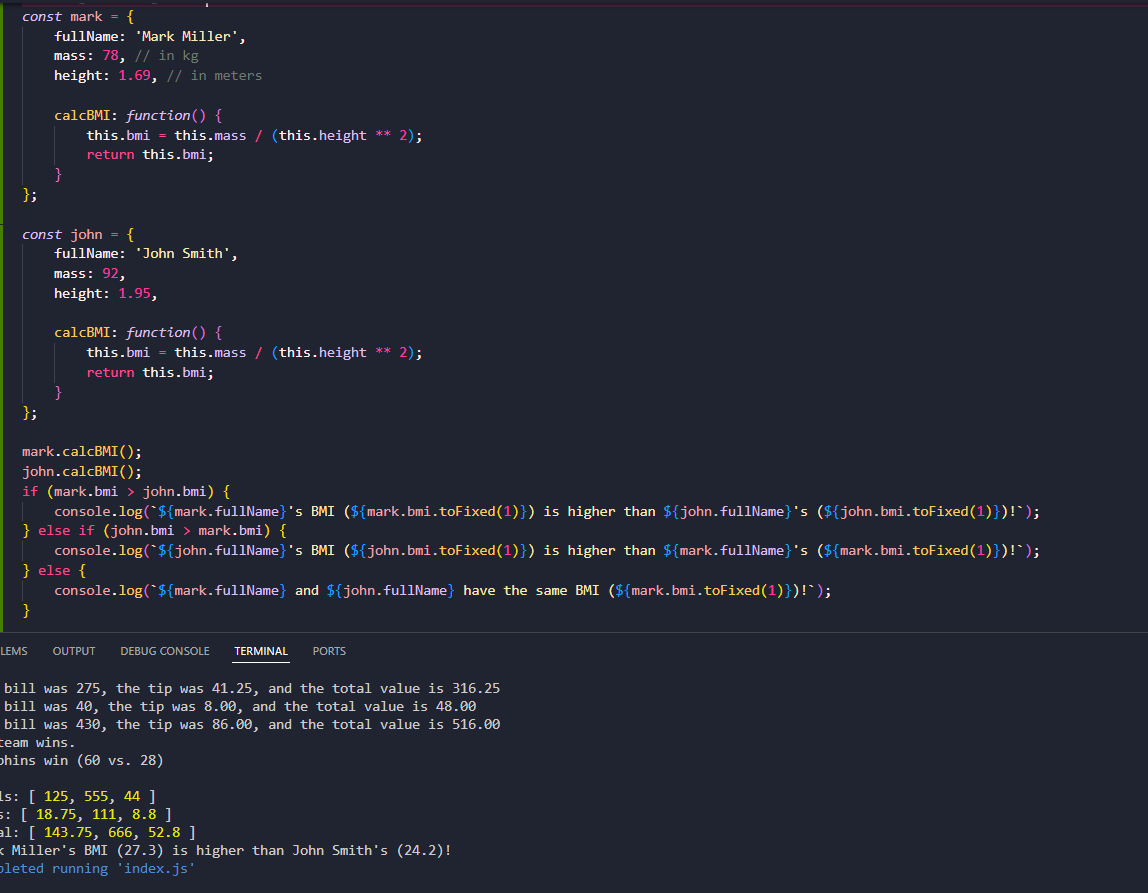 const mark = {
    fullName: 'Mark Miller',
    mass: 78, // in kg
    height: 1.69, // in meters

    calcBMI: function() {
        this.bmi = this.mass / (this.height ** 2);
        return this.bmi;
    }
};

const john = {
    fullName: 'John Smith',
    mass: 92,
    height: 1.95,

    calcBMI: function() {
        this.bmi = this.mass / (this.height ** 2);
        return this.bmi;
    }
};

mark.calcBMI();
john.calcBMI();
if (mark.bmi > john.bmi) {
    console.log(`${mark.fullName}'s BMI (${mark.bmi.toFixed(1)}) is higher than ${john.fullName}'s (${john.bmi.toFixed(1)})!`);
} else if (john.bmi > mark.bmi) {
    console.log(`${john.fullName}'s BMI (${john.bmi.toFixed(1)}) is higher than ${mark.fullName}'s (${mark.bmi.toFixed(1)})!`);
} else {
    console.log(`${mark.fullName} and ${john.fullName} have the same BMI (${mark.bmi.toFixed(1)})!`);
}
LEMS OUTPUT DEBUG CONSOLE TERMINAL PORTS
bill was 275, the tip was 41.25, and the total value is 316.25
bill was 40, the tip was 8.00, and the total value is 48.00
bill was 430, the tip was 86.00, and the total value is 516.00
team wins.
phins win (60 vs. 28)

ls: [ 125, 555, 44 ]
s: [ 18.75, 111, 8.8 ]
al: [ 143.75, 666, 52.8 ]
k Miller's BMI (27.3) is higher than John Smith's (24.2)!
pleted running 'index.js'